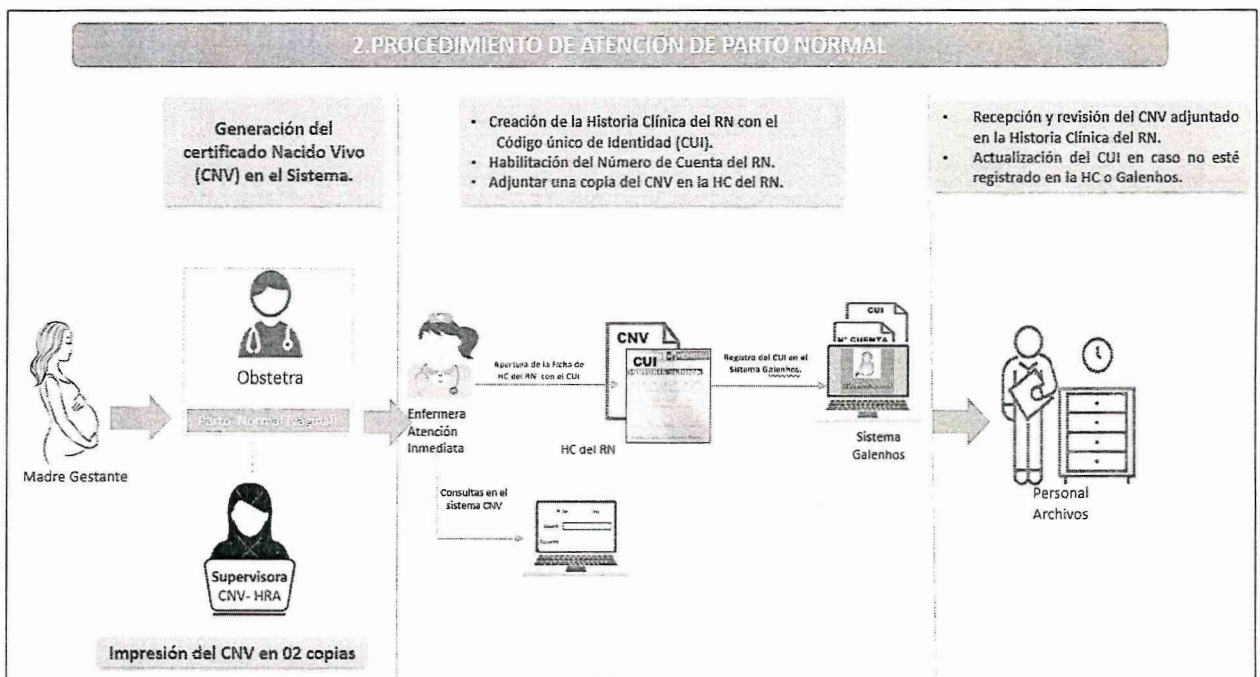 2.PROCEDIMIENTO DE ATENCIÓN DE PARTO NORMAL
Generación del
certificado Nacido Vivo
(CNV) en el Sistema.
• Creación de la Historia Clínica del RN con el
Código único de Identidad (CUI).
• Habilitación del Número de Cuenta del RN.
• Adjuntar una copia del CNV en la HC del RN.
• Recepción y revisión del CNV adjuntado
en la Historia Clínica del RN.
• Actualización del CUI en caso no esté
registrado en la HC o Galenhos.
Madre Gestante
Obstetra
Parto Normal (vaginal)
Supervisora
CNV- HRA
Impresión del CNV en 02 copias
Enfermera
Atención
Inmediata
Apertura de la Ficha de
HC del RN con el CUI
CNV
CUI
HC del RN
Registro del CUI en el
Sistema Galenhos.
CUI
N° CUENTA
Sistema
Galenhos
Consultas en el
sistema CNV
Personal
Archivos